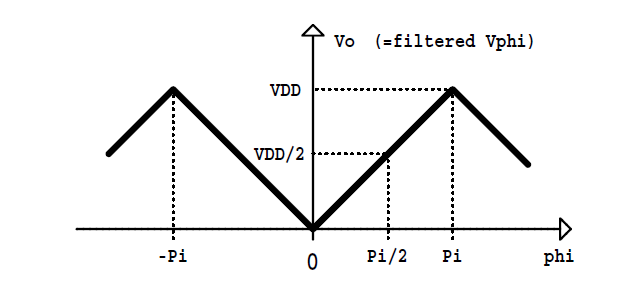 Vo (=filtered Vphi)
VDD
VDD/2
-Pi
0
Pi/2
Pi
phi